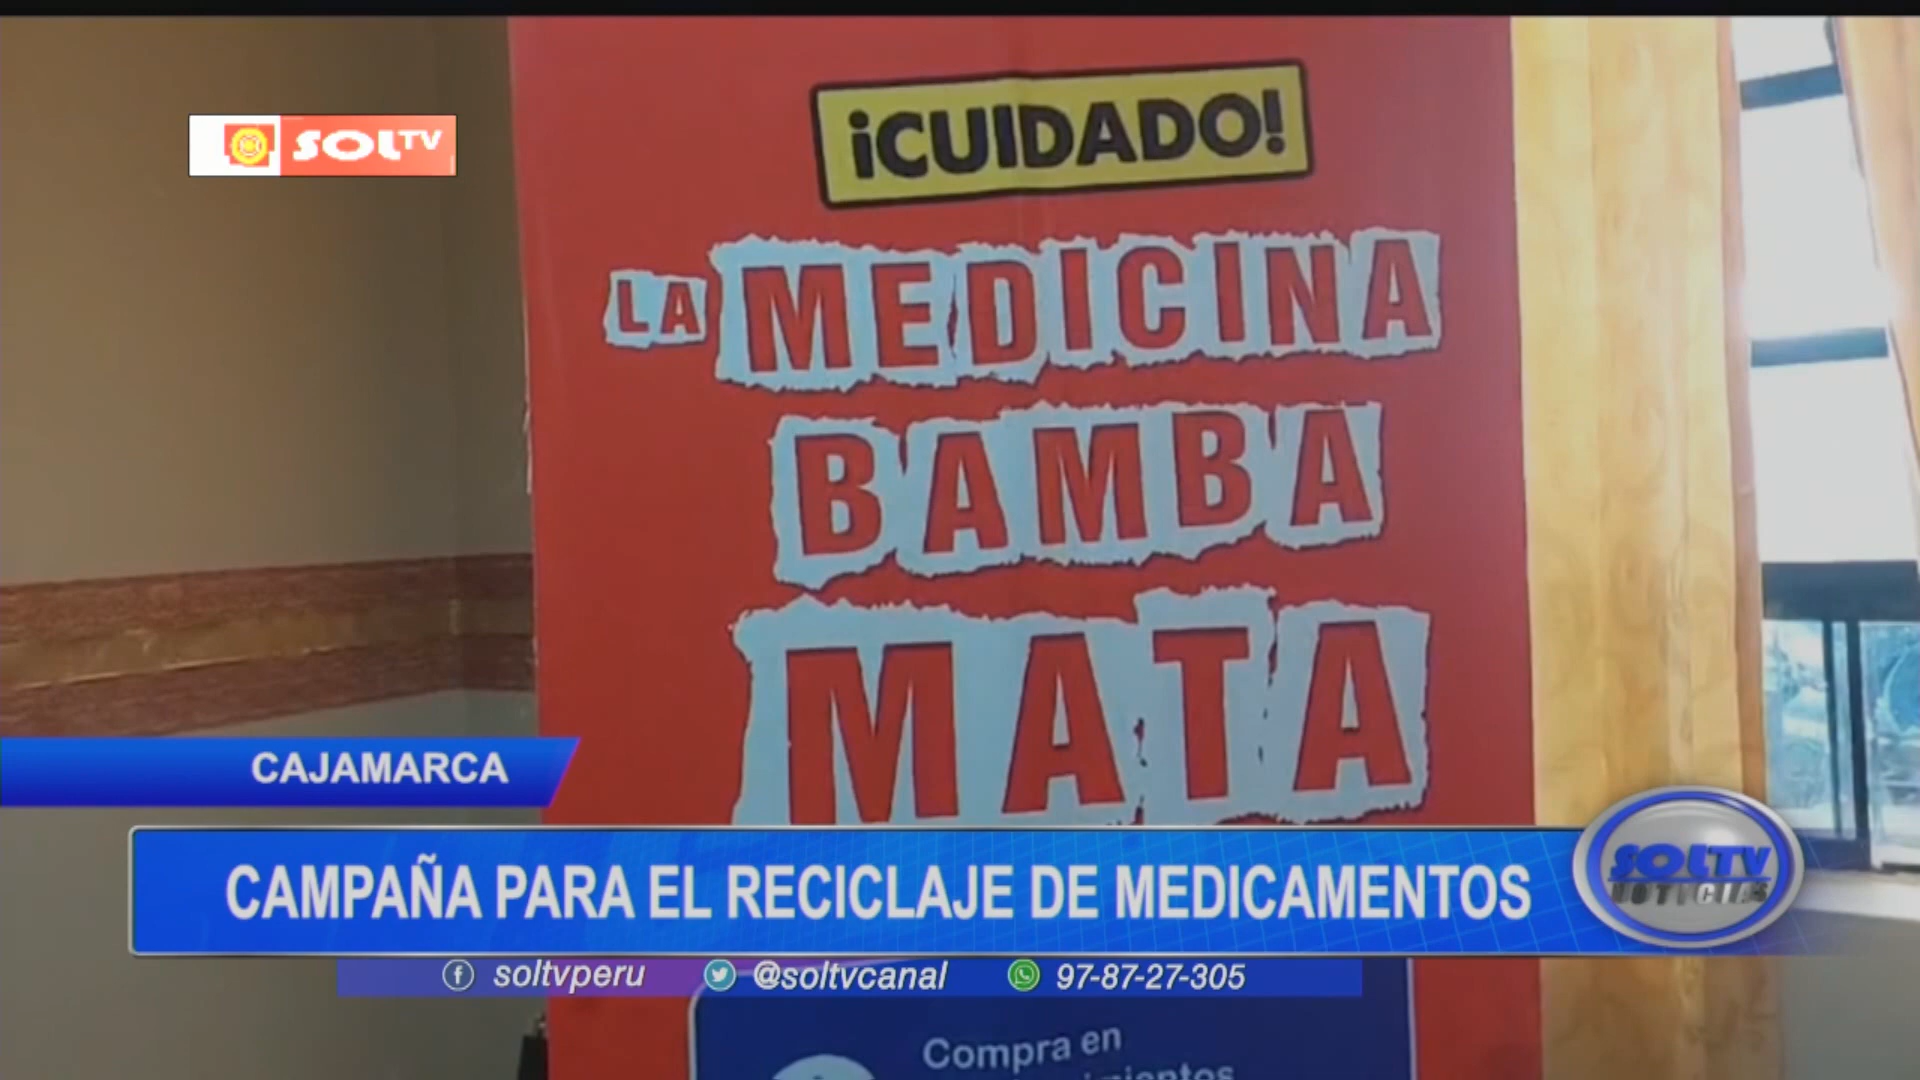 SOLTV
¡CUIDADO!
LA MEDICINA
BAMBA
MATA
CAJAMARCA
CAMPAÑA PARA EL RECICLAJE DE MEDICAMENTOS
SOLTV
NOTICIAS
soltvperu @soltvcanal 97-87-27-305
Compra en